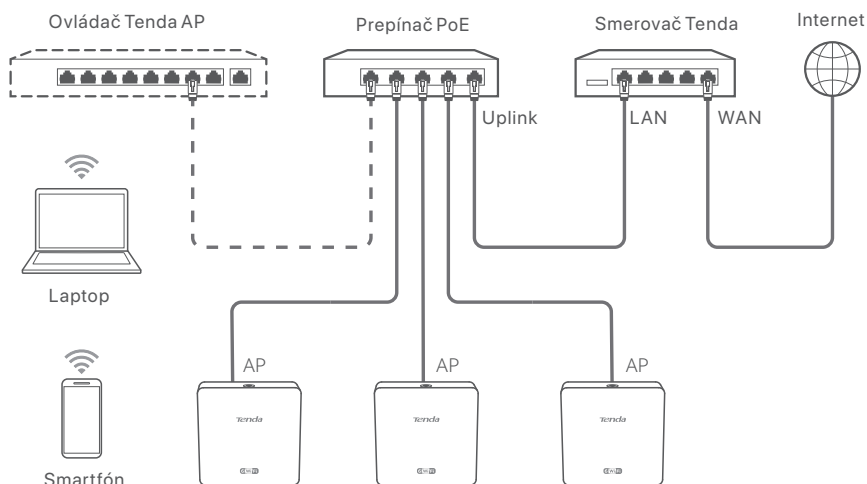 Ovládač Tenda AP
Prepínač PoE
Smerovač Tenda
Internet
Uplink
LAN
WAN
Laptop
AP
AP
AP
Tenda
Tenda
Tenda
Smartfón